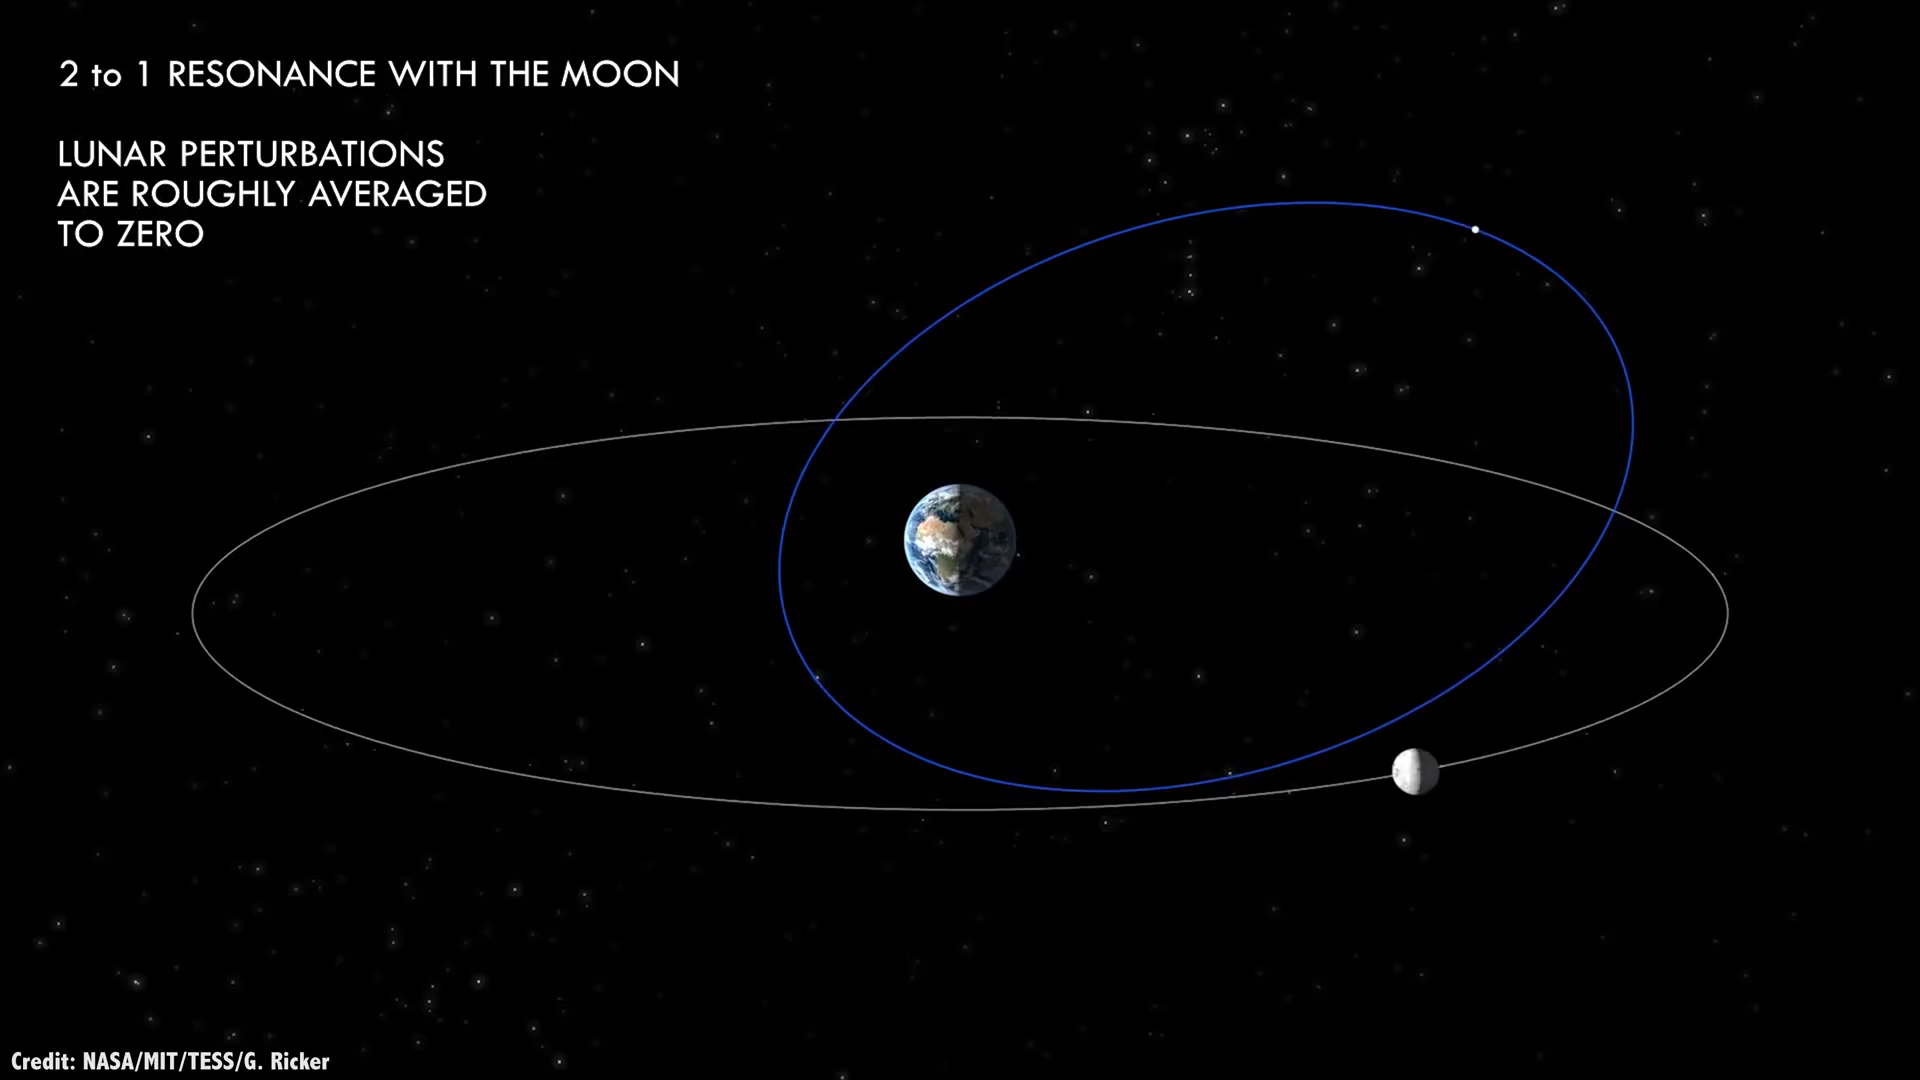 2 to 1 RESONANCE WITH THE MOON
LUNAR PERTURBATIONS
ARE ROUGHLY AVERAGED
TO ZERO
Credit: NASA/MIT/TESS/G. Ricker